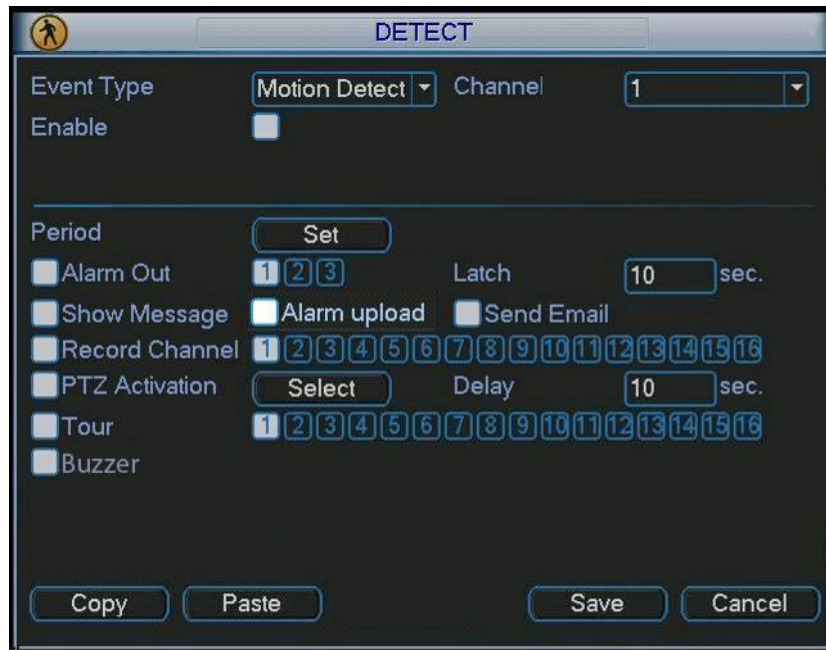 DETECT
Event Type Motion Detect Channel 1
Enable
Period Set
Alarm Out 1 2 3 Latch 10 sec.
Show Message Alarm upload Send Email
Record Channel 1 2 3 4 5 6 7 8 9 10 11 12 13 14 15 16
PTZ Activation Select Delay 10 sec.
Tour 1 2 3 4 5 6 7 8 9 10 11 12 13 14 15 16
Buzzer
Copy Paste Save Cancel